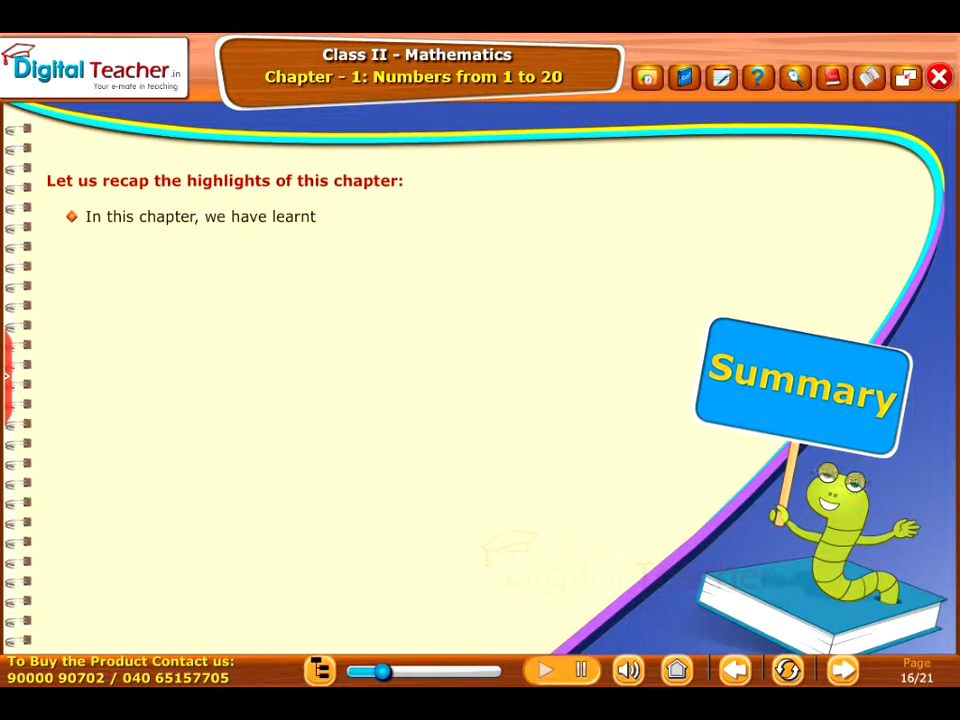 Digital Teacher.in
Your e-mate in teaching
Class II - Mathematics
Chapter - 1: Numbers from 1 to 20
Let us recap the highlights of this chapter:
In this chapter, we have learnt
Summary
Digital Teacher
To Buy the Product Contact us:
90000 90702 / 040 65157705
Page
16/21